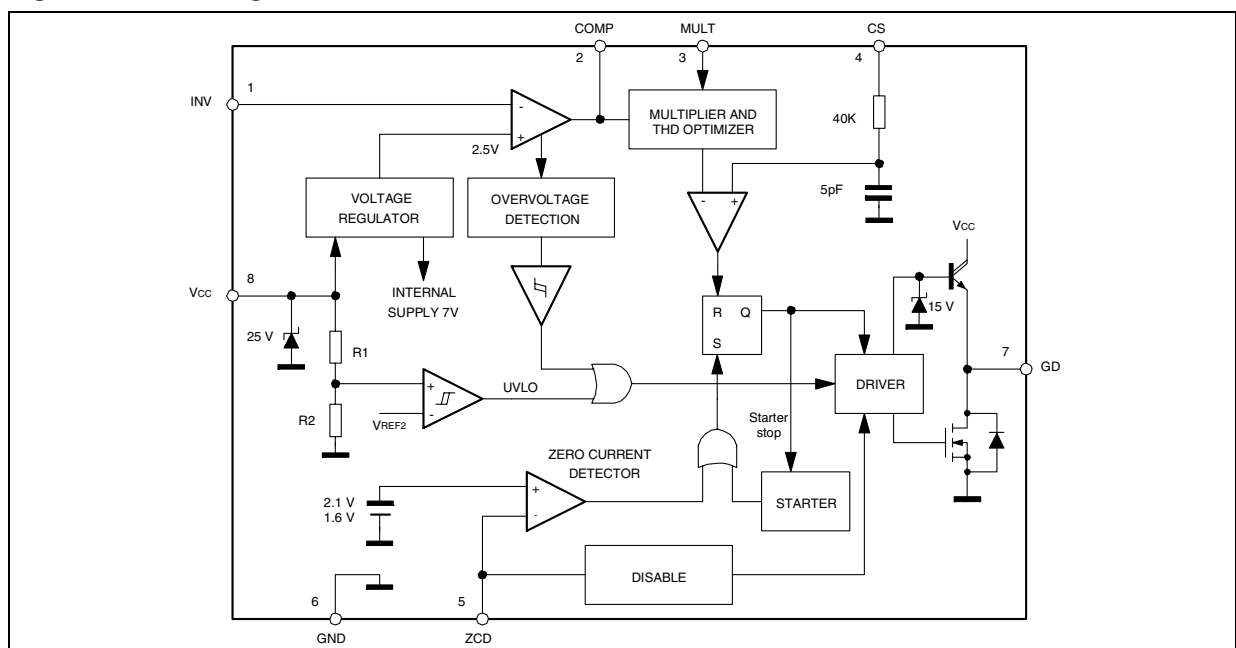 COMP
MULT
CS
2
3
4
1
INV
-
+
2.5V
MULTIPLIER AND
THD OPTIMIZER
40K
5pF
VOLTAGE
REGULATOR
OVERVOLTAGE
DETECTION
-
+
Vcc
8
Vcc
INTERNAL
SUPPLY 7V
25 V
R1
R Q
S
15 V
7
GD
DRIVER
+
-
UVLO
R2
VREF2
Starter
stop
ZERO CURRENT
DETECTOR
+
-
2.1 V
1.6 V
STARTER
DISABLE
6
5
GND
ZCD